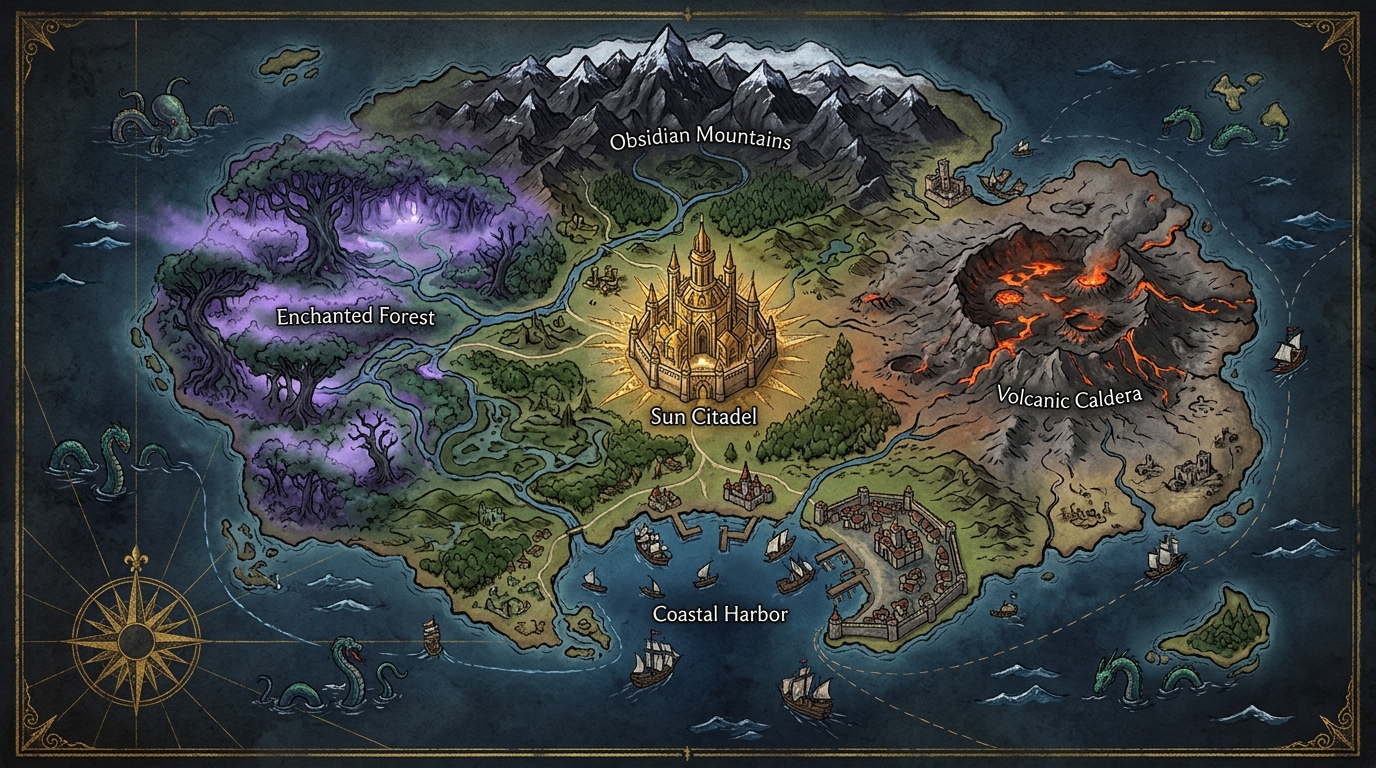 Obsidian Mountains
Enchanted Forest
Volcanic Caldera
Sun Citadel
Coastal Harbor